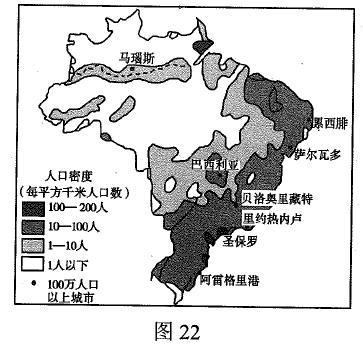 马瑙斯
累西腓
萨尔瓦多
巴西利亚
贝洛奥里藏特
里约热内卢
圣保罗
阿雷格里港
人口密度
(每平方千米人口数)
100—200人
10—100人
1—10人
1人以下
100万人口
以上城市
图 22